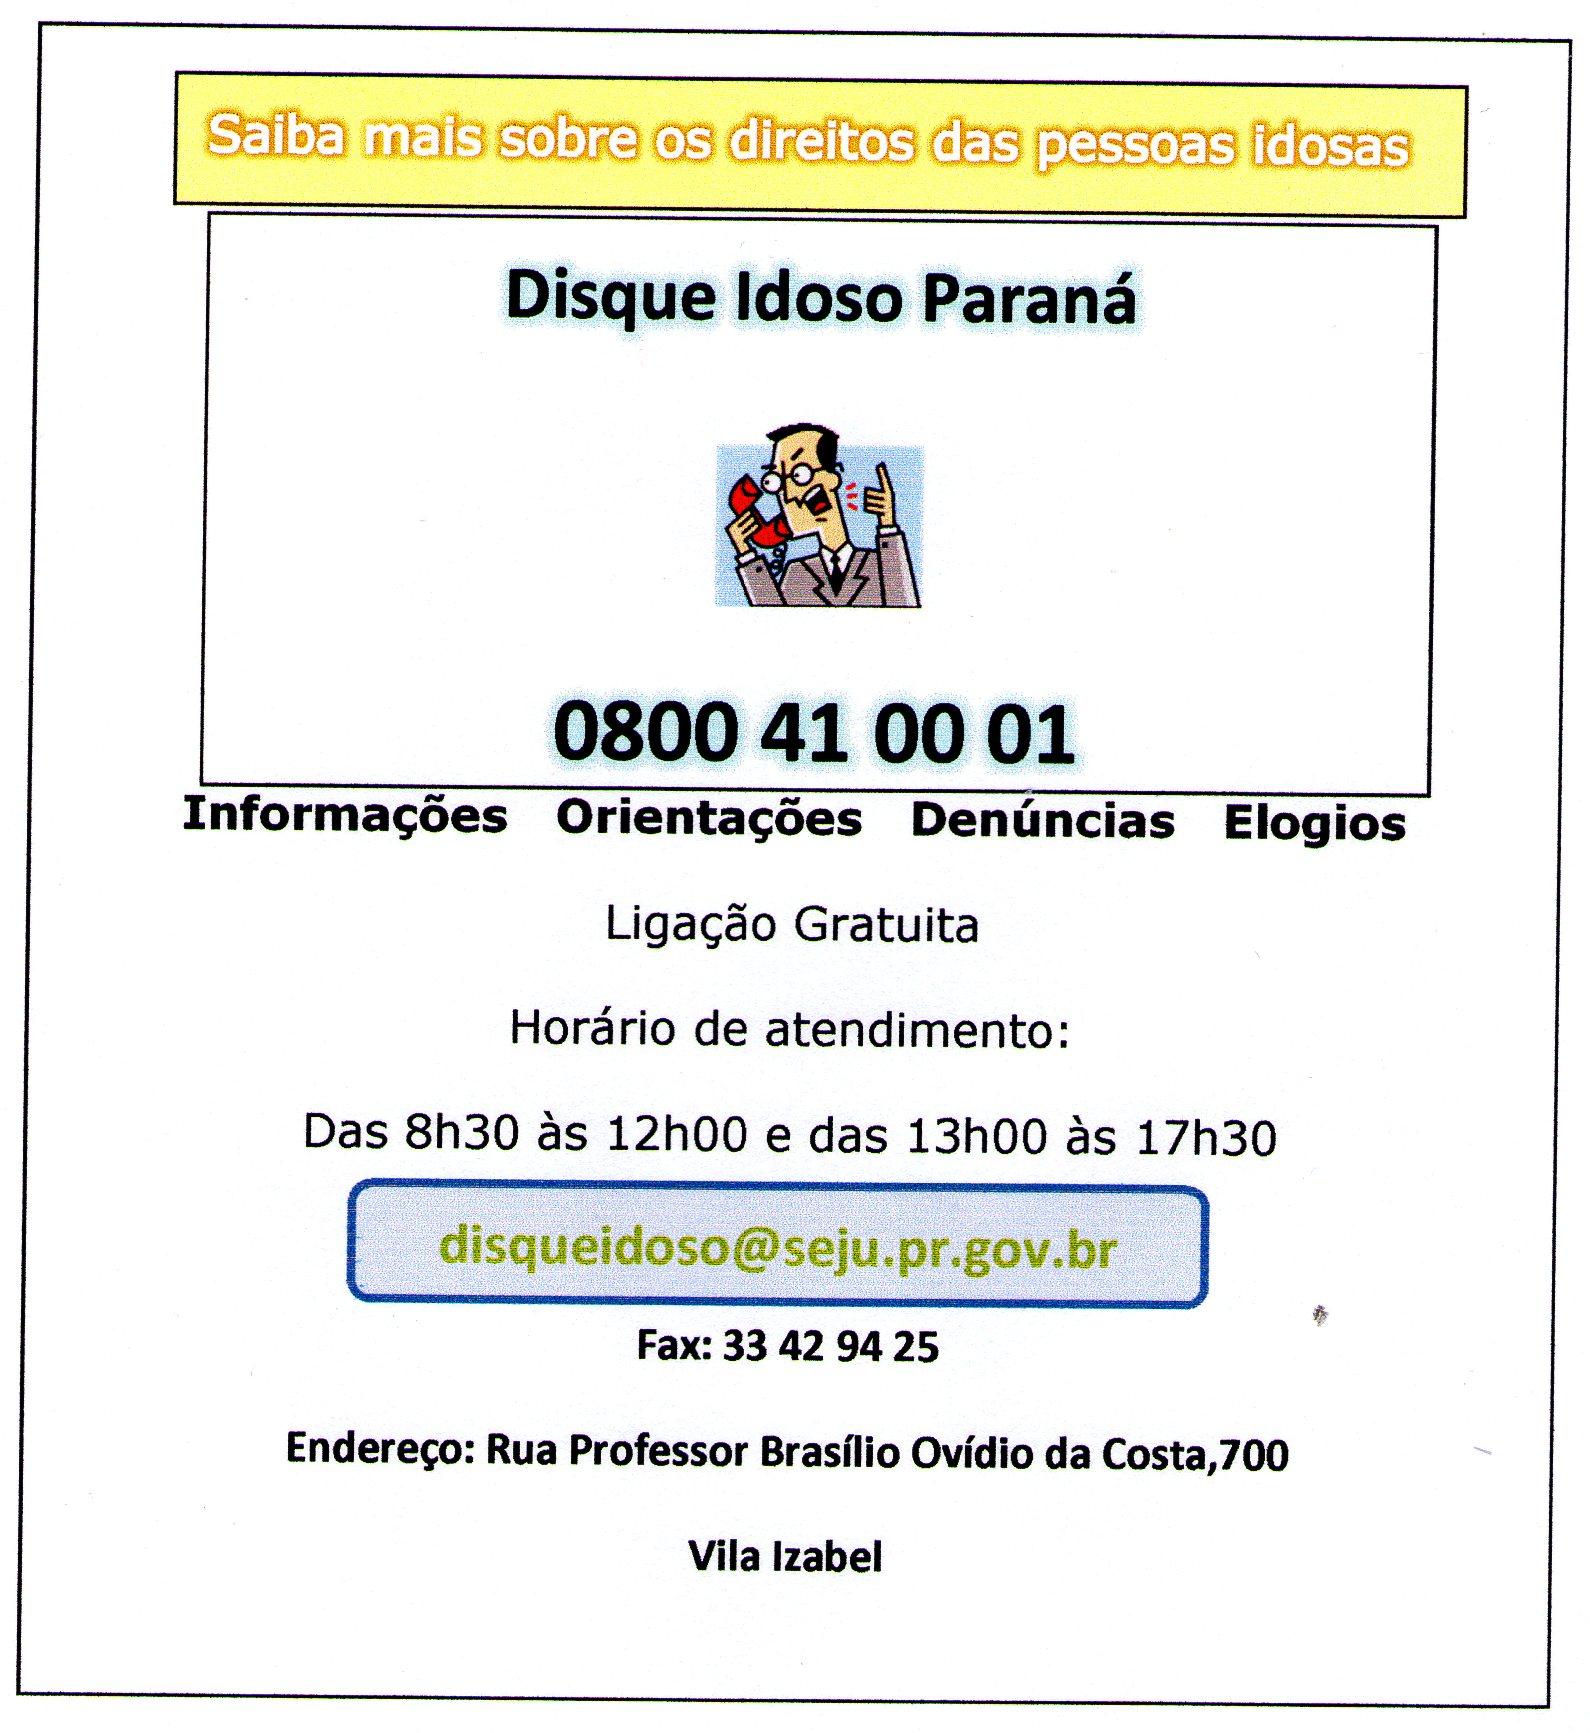 Saiba mais sobre os direitos das pessoas idosas
Disque Idoso Paraná
0800 41 00 01
Informações Orientações Denúncias Elogios
Ligação Gratuita
Horário de atendimento:
Das 8h30 às 12h00 e das 13h00 às 17h30
disqueidoso@seju.pr.gov.br
Fax: 33 42 94 25
Endereço: Rua Professor Brasílio Ovídio da Costa,700
Vila Izabel